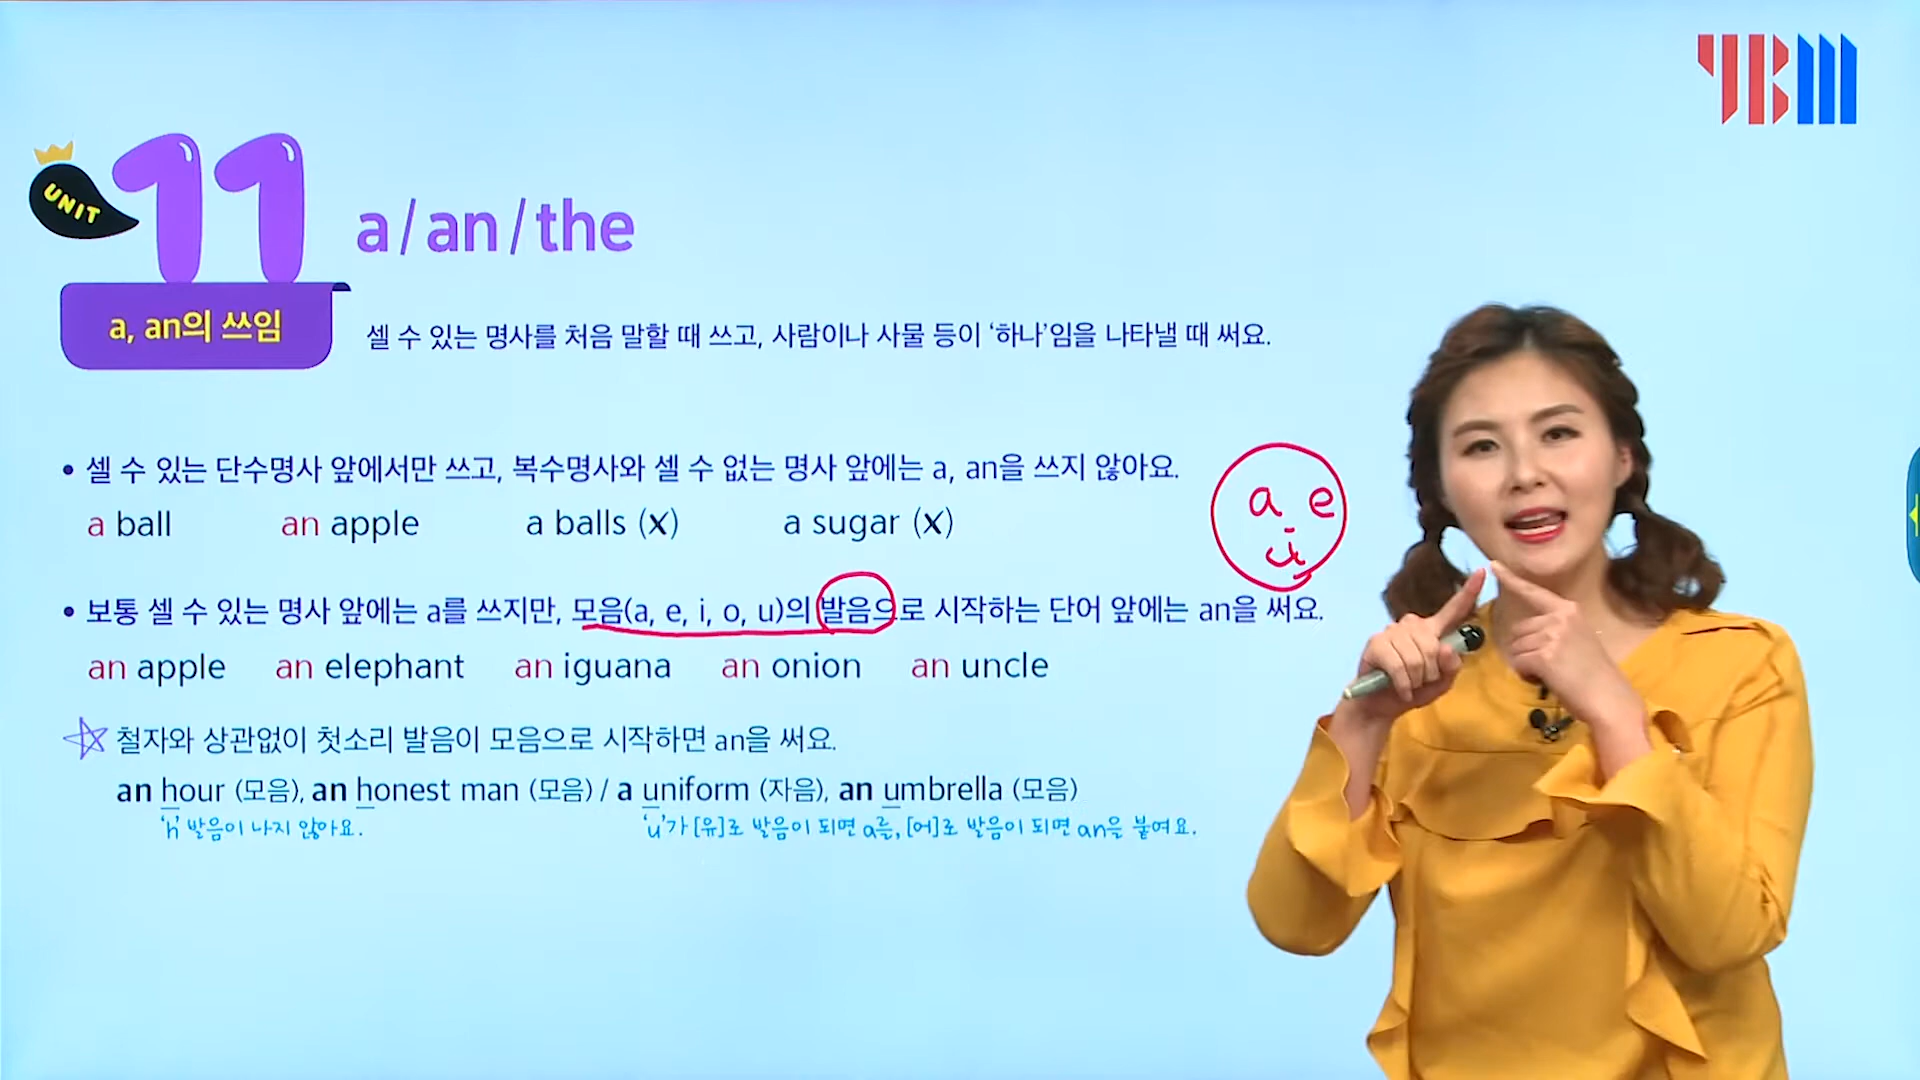 YBM
UNIT 11
a / an / the
a, an의 쓰임
셀 수 있는 명사를 처음 말할 때 쓰고, 사람이나 사물 등이 ‘하나’임을 나타낼 때 써요.
• 셀 수 있는 단수명사 앞에서만 쓰고, 복수명사와 셀 수 없는 명사 앞에는 a, an을 쓰지 않아요.
a ball an apple a balls (x) a sugar (x)
a e
i
u
• 보통 셀 수 있는 명사 앞에는 a를 쓰지만, 모음(a, e, i, o, u)의 발음으로 시작하는 단어 앞에는 an을 써요.
an apple an elephant an iguana an onion an uncle
철자와 상관없이 첫소리 발음이 모음으로 시작하면 an을 써요.
an hour (모음), an honest man (모음) / a uniform (자음), an umbrella (모음)
‘h’ 발음이 나지 않아요. ‘u’가 [유]로 발음이 되면 a를, [어]로 발음이 되면 an을 붙여요.